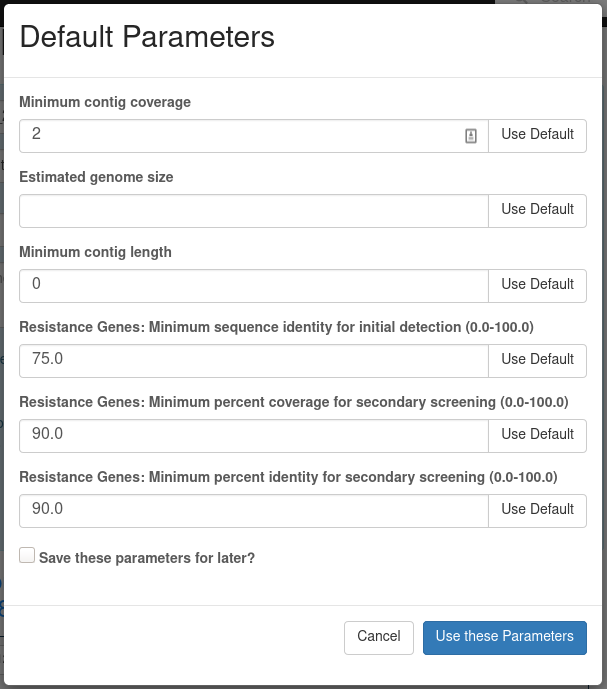 Default Parameters
Minimum contig coverage
2
Use Default
Estimated genome size
Use Default
Minimum contig length
0
Use Default
Resistance Genes: Minimum sequence identity for initial detection (0.0-100.0)
75.0
Use Default
Resistance Genes: Minimum percent coverage for secondary screening (0.0-100.0)
90.0
Use Default
Resistance Genes: Minimum percent identity for secondary screening (0.0-100.0)
90.0
Use Default
Save these parameters for later?
Cancel
Use these Parameters